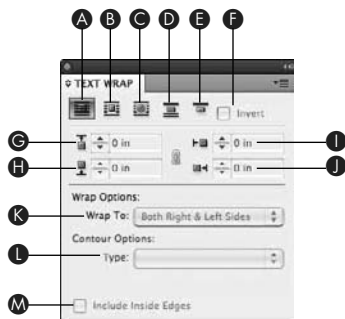 A B C D E F
TEXT WRAP
Invert
G 0 in 0 in I
H 0 in 0 in J
Wrap Options:
K Wrap To: Both Right & Left Sides
Contour Options:
L Type:
M Include Inside Edges